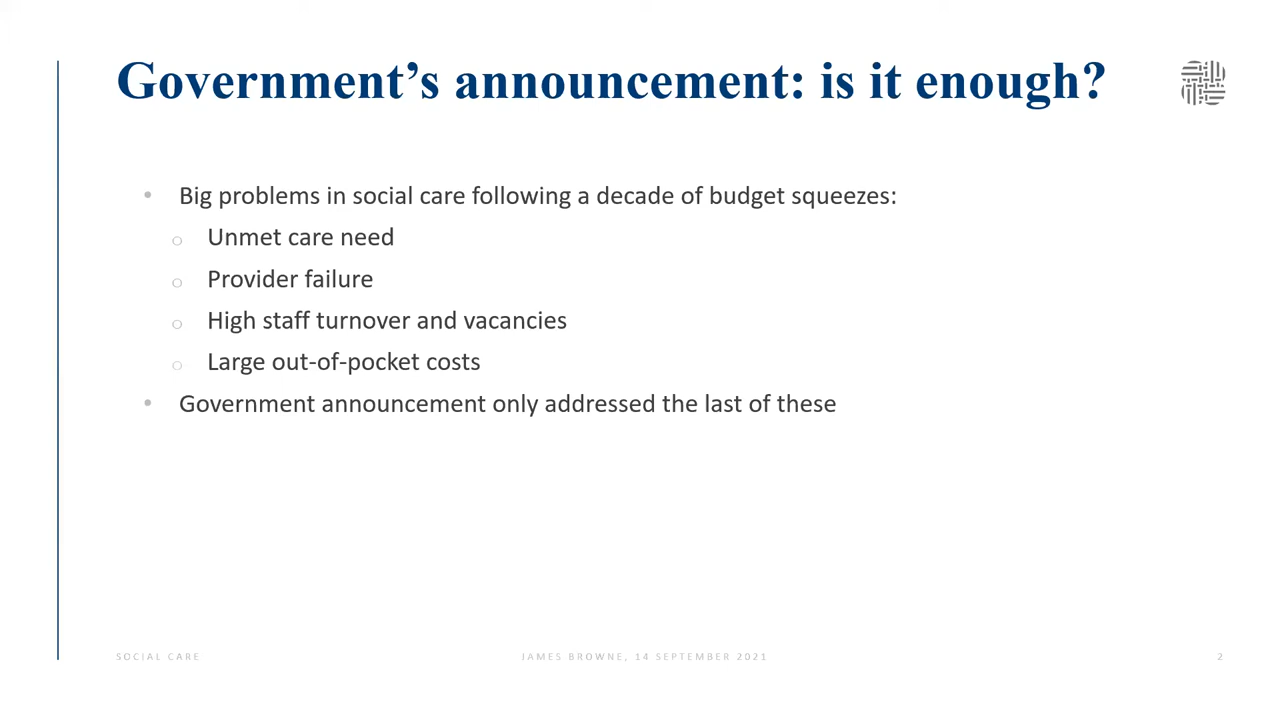 Government’s announcement: is it enough?
• Big problems in social care following a decade of budget squeezes:
o Unmet care need
o Provider failure
o High staff turnover and vacancies
o Large out-of-pocket costs
• Government announcement only addressed the last of these
SOCIAL CARE
JAMES BROWNE, 14 SEPTEMBER 2021
2